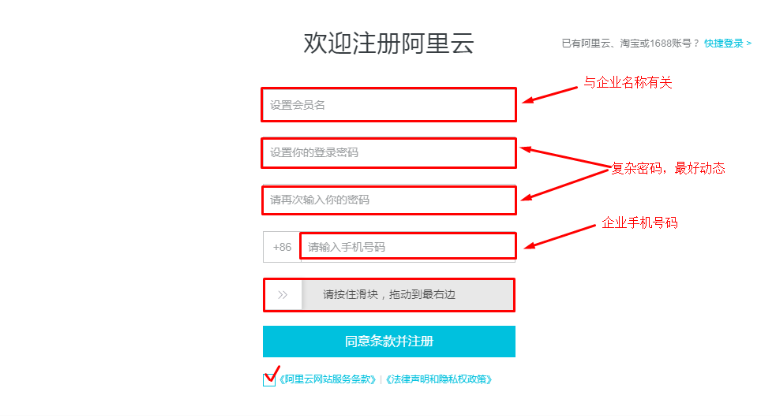 欢迎注册阿里云
已有阿里云、淘宝或1688账号？ 快捷登录 >
与企业名称有关
设置会员名
设置你的登录密码
复杂密码，最好动态
请再次输入你的密码
企业手机号码
+86 请输入手机号码
>> 请按住滑块，拖动到最右边
同意条款并注册
《阿里云网站服务条款》 | 《法律声明和隐私权政策》